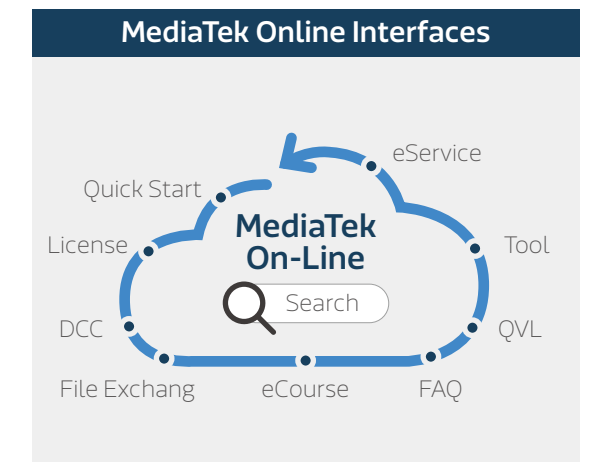 MediaTek Online Interfaces
eService
Quick Start
MediaTek
On-Line
License
Tool
Search
DCC
QVL
File Exchang
eCourse
FAQ